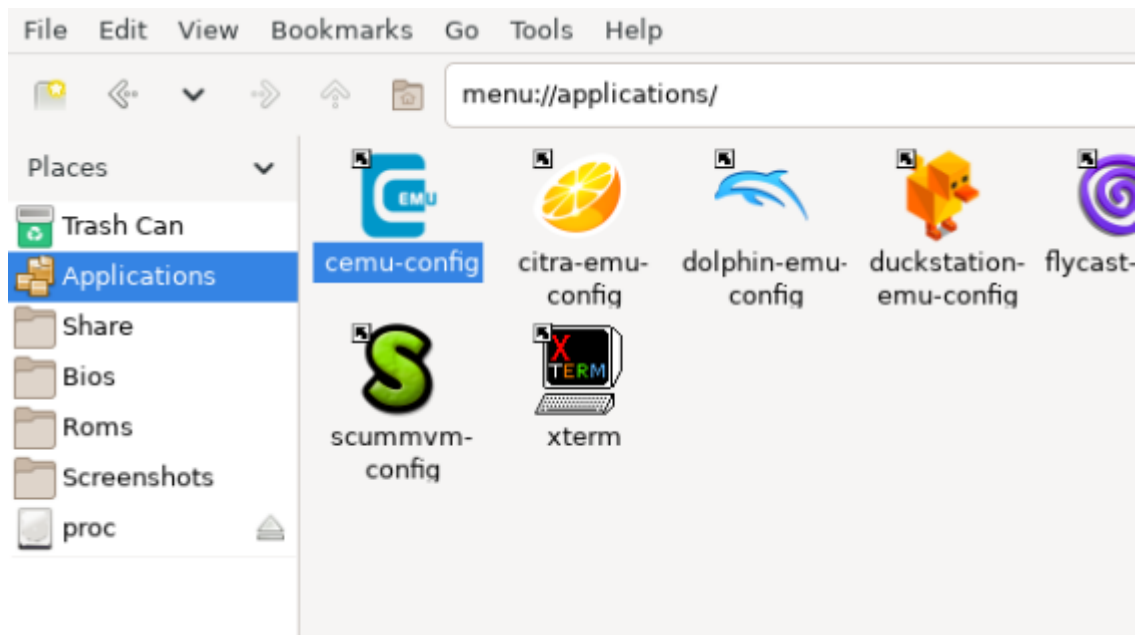 File Edit View Bookmarks Go Tools Help
menu://applications/
Places
Trash Can
Applications
Share
Bios
Roms
Screenshots
proc
EMU
cemu-config
citra-emu-
config
dolphin-emu-
config
duckstation-
emu-config
flycast-
S
scummvm-
config
X
TERM
xterm